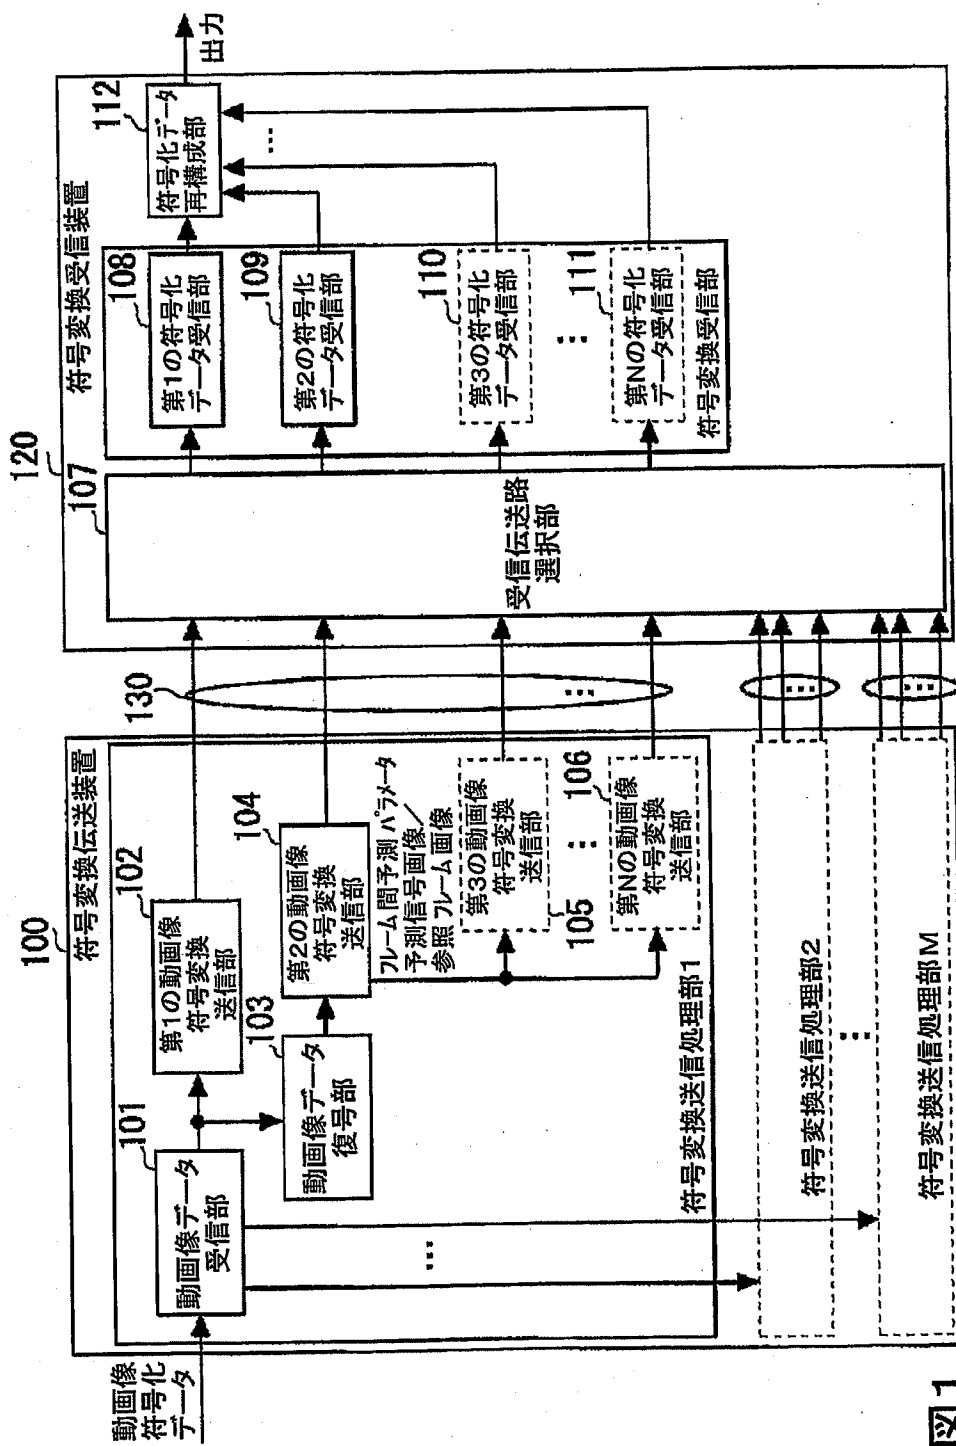 動画像
符号化
データ
100
符号変換伝送装置
101
動画像データ
受信部
102
第1の動画像
符号変換
送信部
103
動画像データ
復号部
104
第2の動画像
符号変換
送信部
フレーム間予測パラメータ
予測信号画像
参照フレーム画像
105
第3の動画像
符号変換
送信部
106
第Nの動画像
符号変換
送信部
符号変換送信処理部1
符号変換送信処理部2
符号変換送信処理部M
130
120
符号変換受信装置
107
受信伝送路
選択部
108
第1の符号化
データ受信部
109
第2の符号化
データ受信部
110
第3の符号化
データ受信部
111
第Nの符号化
データ受信部
符号変換受信部
112
符号化データ
再構成部
出力
図1